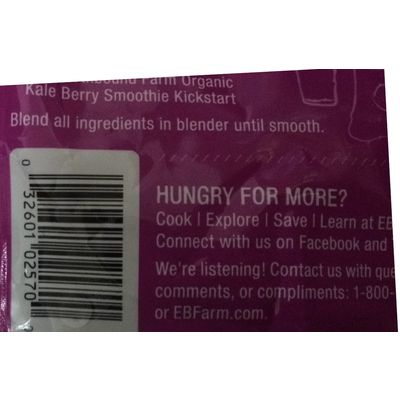 Farm Organic
Kale Berry Smoothie Kickstart
Blend all ingredients in blender until smooth.
HUNGRY FOR MORE?
Cook | Explore | Save | Learn at EB
Connect with us on Facebook and
We're listening! Contact us with que
comments, or compliments: 1-800-
or EBFarm.com.
0 32601 02570